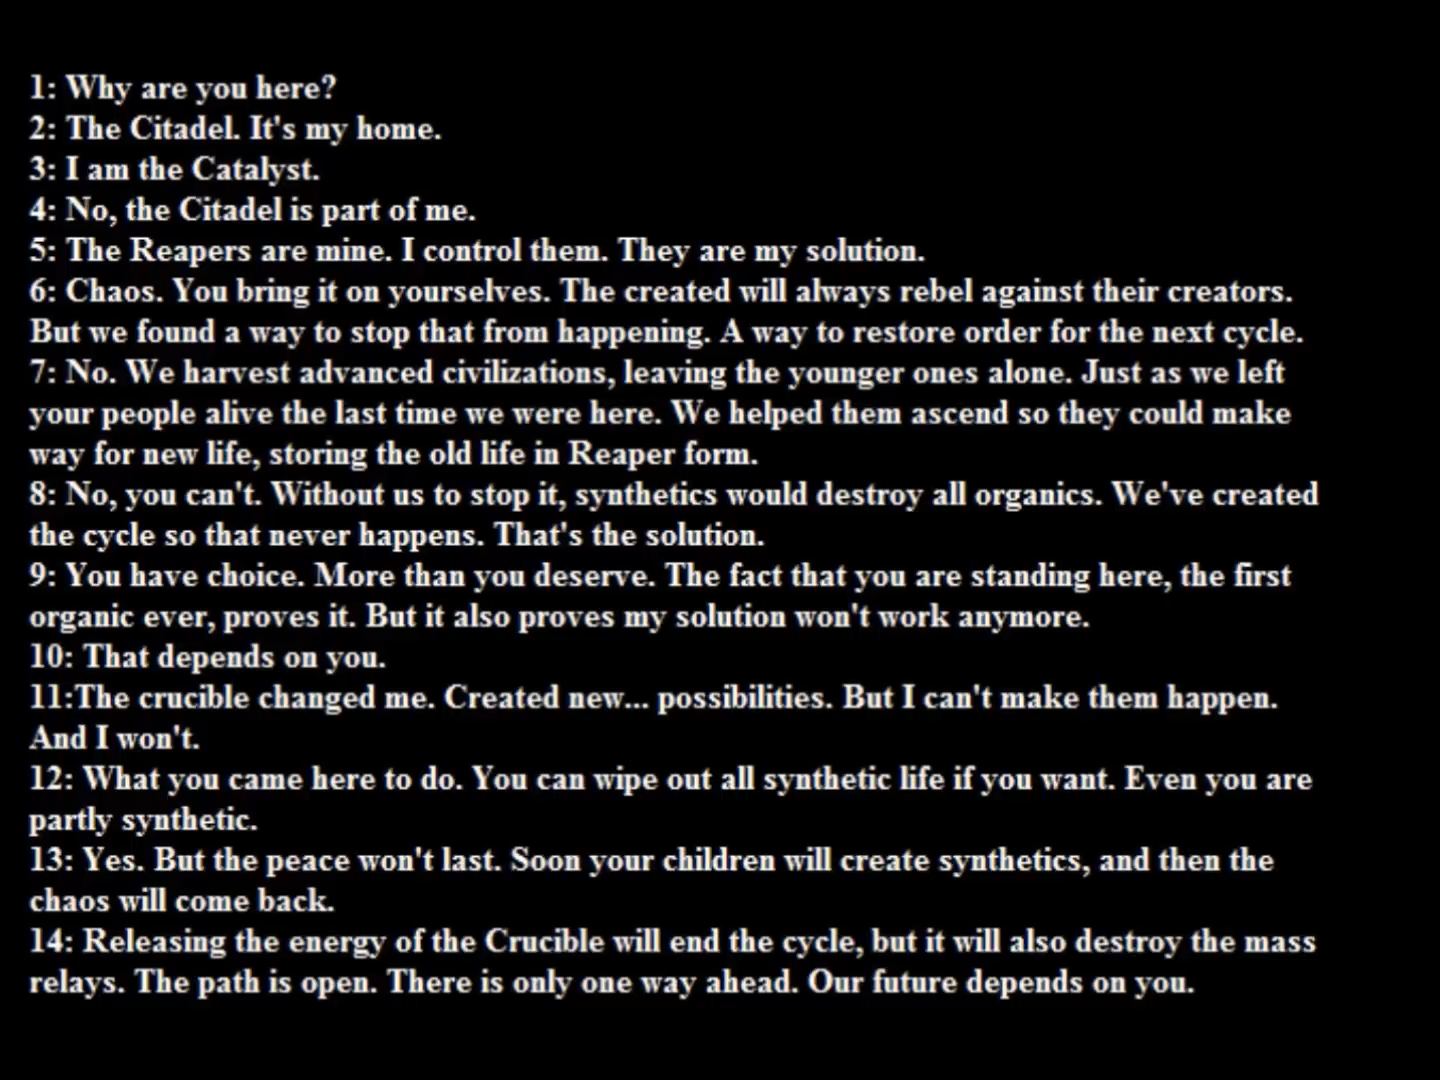 1: Why are you here?
2: The Citadel. It's my home.
3: I am the Catalyst.
4: No, the Citadel is part of me.
5: The Reapers are mine. I control them. They are my solution.
6: Chaos. You bring it on yourselves. The created will always rebel against their creators.
But we found a way to stop that from happening. A way to restore order for the next cycle.
7: No. We harvest advanced civilizations, leaving the younger ones alone. Just as we left
your people alive the last time we were here. We helped them ascend so they could make
way for new life, storing the old life in Reaper form.
8: No, you can't. Without us to stop it, synthetics would destroy all organics. We've created
the cycle so that never happens. That's the solution.
9: You have choice. More than you deserve. The fact that you are standing here, the first
organic ever, proves it. But it also proves my solution won't work anymore.
10: That depends on you.
11:The crucible changed me. Created new... possibilities. But I can't make them happen.
And I won't.
12: What you came here to do. You can wipe out all synthetic life if you want. Even you are
partly synthetic.
13: Yes. But the peace won't last. Soon your children will create synthetics, and then the
chaos will come back.
14: Releasing the energy of the Crucible will end the cycle, but it will also destroy the mass
relays. The path is open. There is only one way ahead. Our future depends on you.